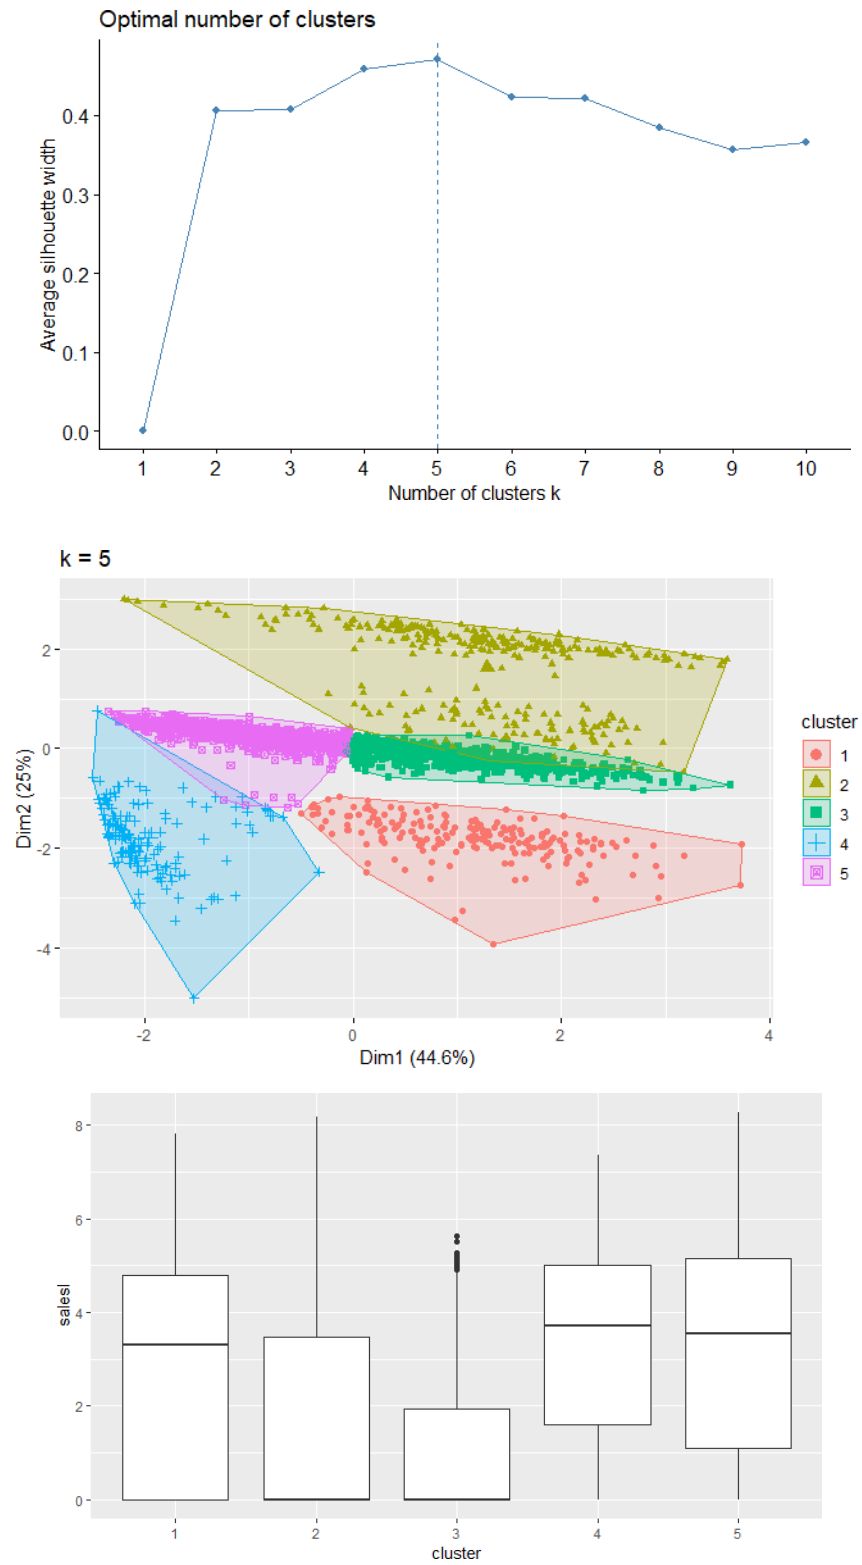 Optimal number of clusters
Average silhouette width
0.4
0.3
0.2
0.1
0.0
1 2 3 4 5 6 7 8 9 10
Number of clusters k
k = 5
Dim2 (25%)
2
0
-2
-4
-2 0 2 4
Dim1 (44.6%)
cluster
1
2
3
4
5
salesl
8
6
4
2
0
1 2 3 4 5
cluster